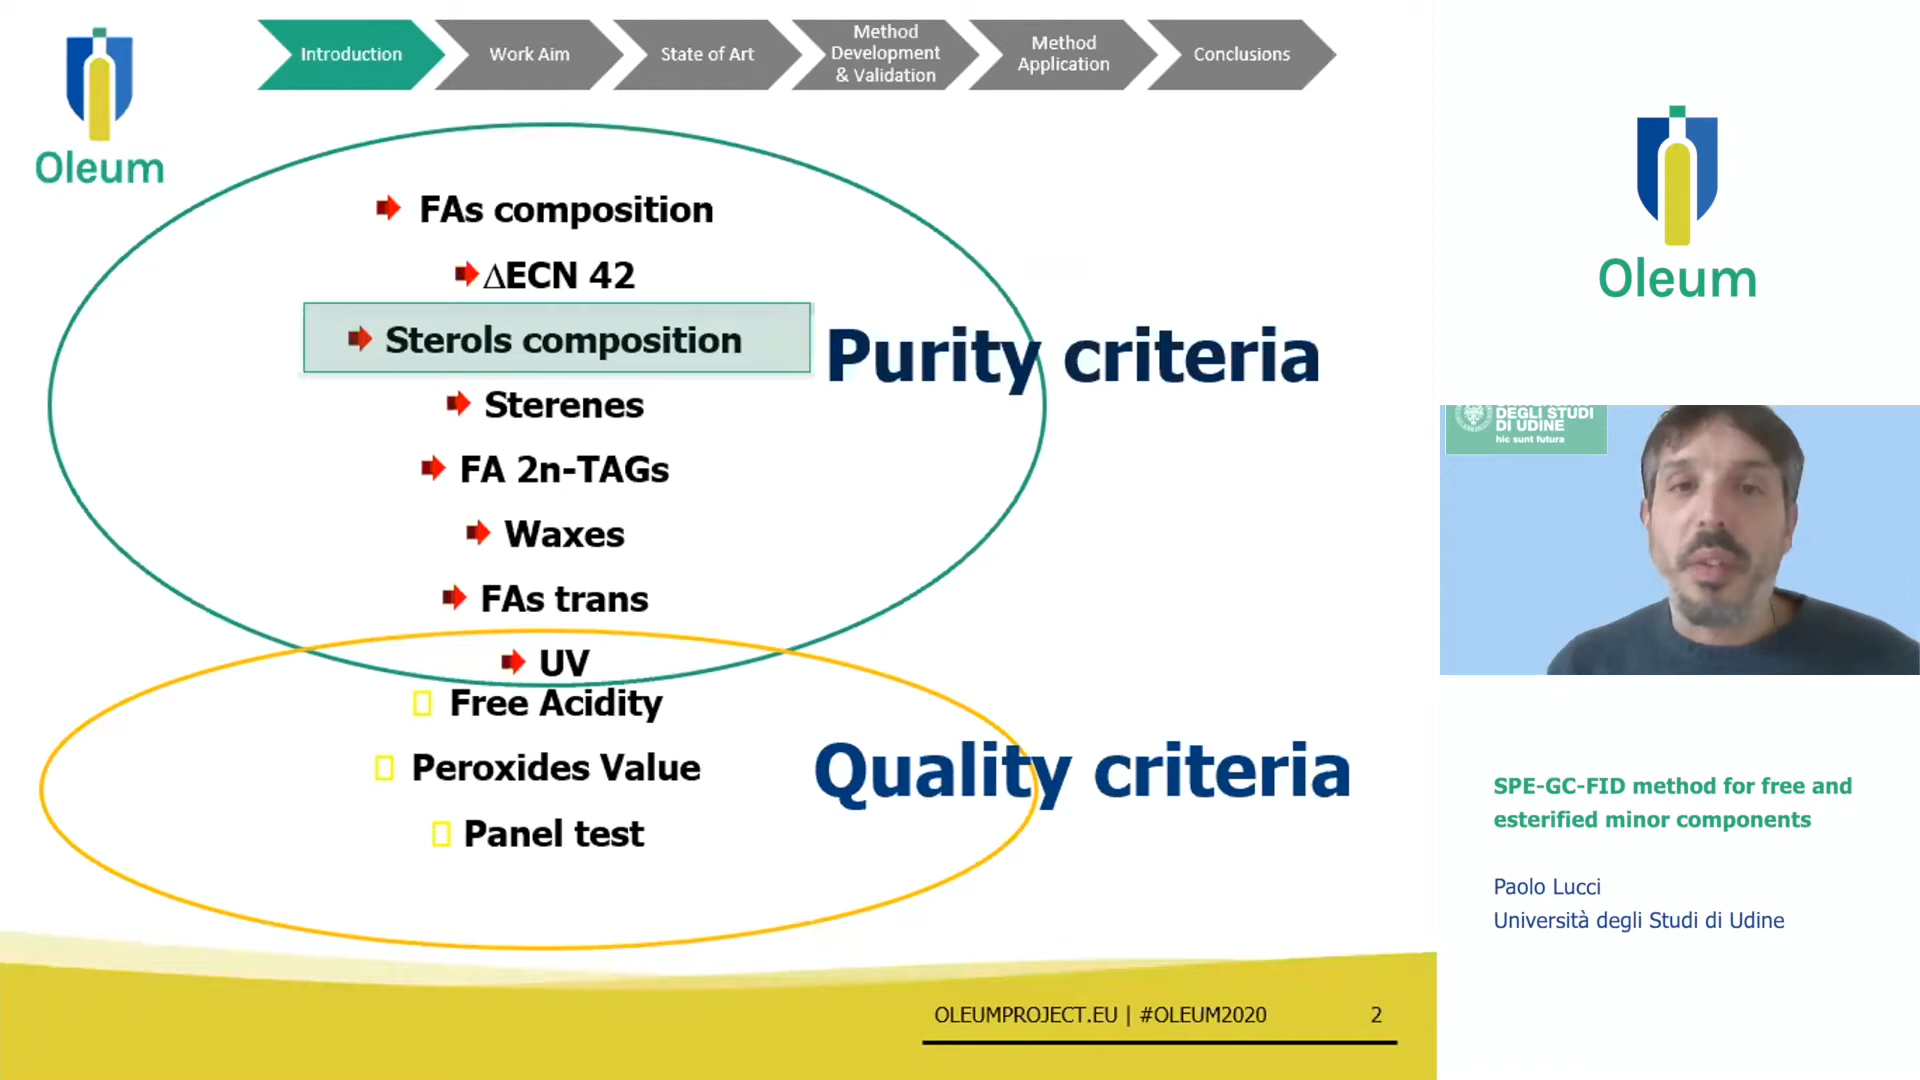 Introduction
Work Aim
State of Art
Method
Development
& Validation
Method
Application
Conclusions
Oleum
FAs composition
∆ECN 42
Sterols composition
Sterenes
FA 2n-TAGs
Waxes
FAs trans
UV
Purity criteria
Free Acidity
Peroxides Value
Panel test
Quality criteria
OLEUMPROJECT.EU | #OLEUM2020
2
Oleum
DEGLI STUDI
DI UDINE
hic sunt futura
SPE-GC-FID method for free and
esterified minor components
Paolo Lucci
Università degli Studi di Udine